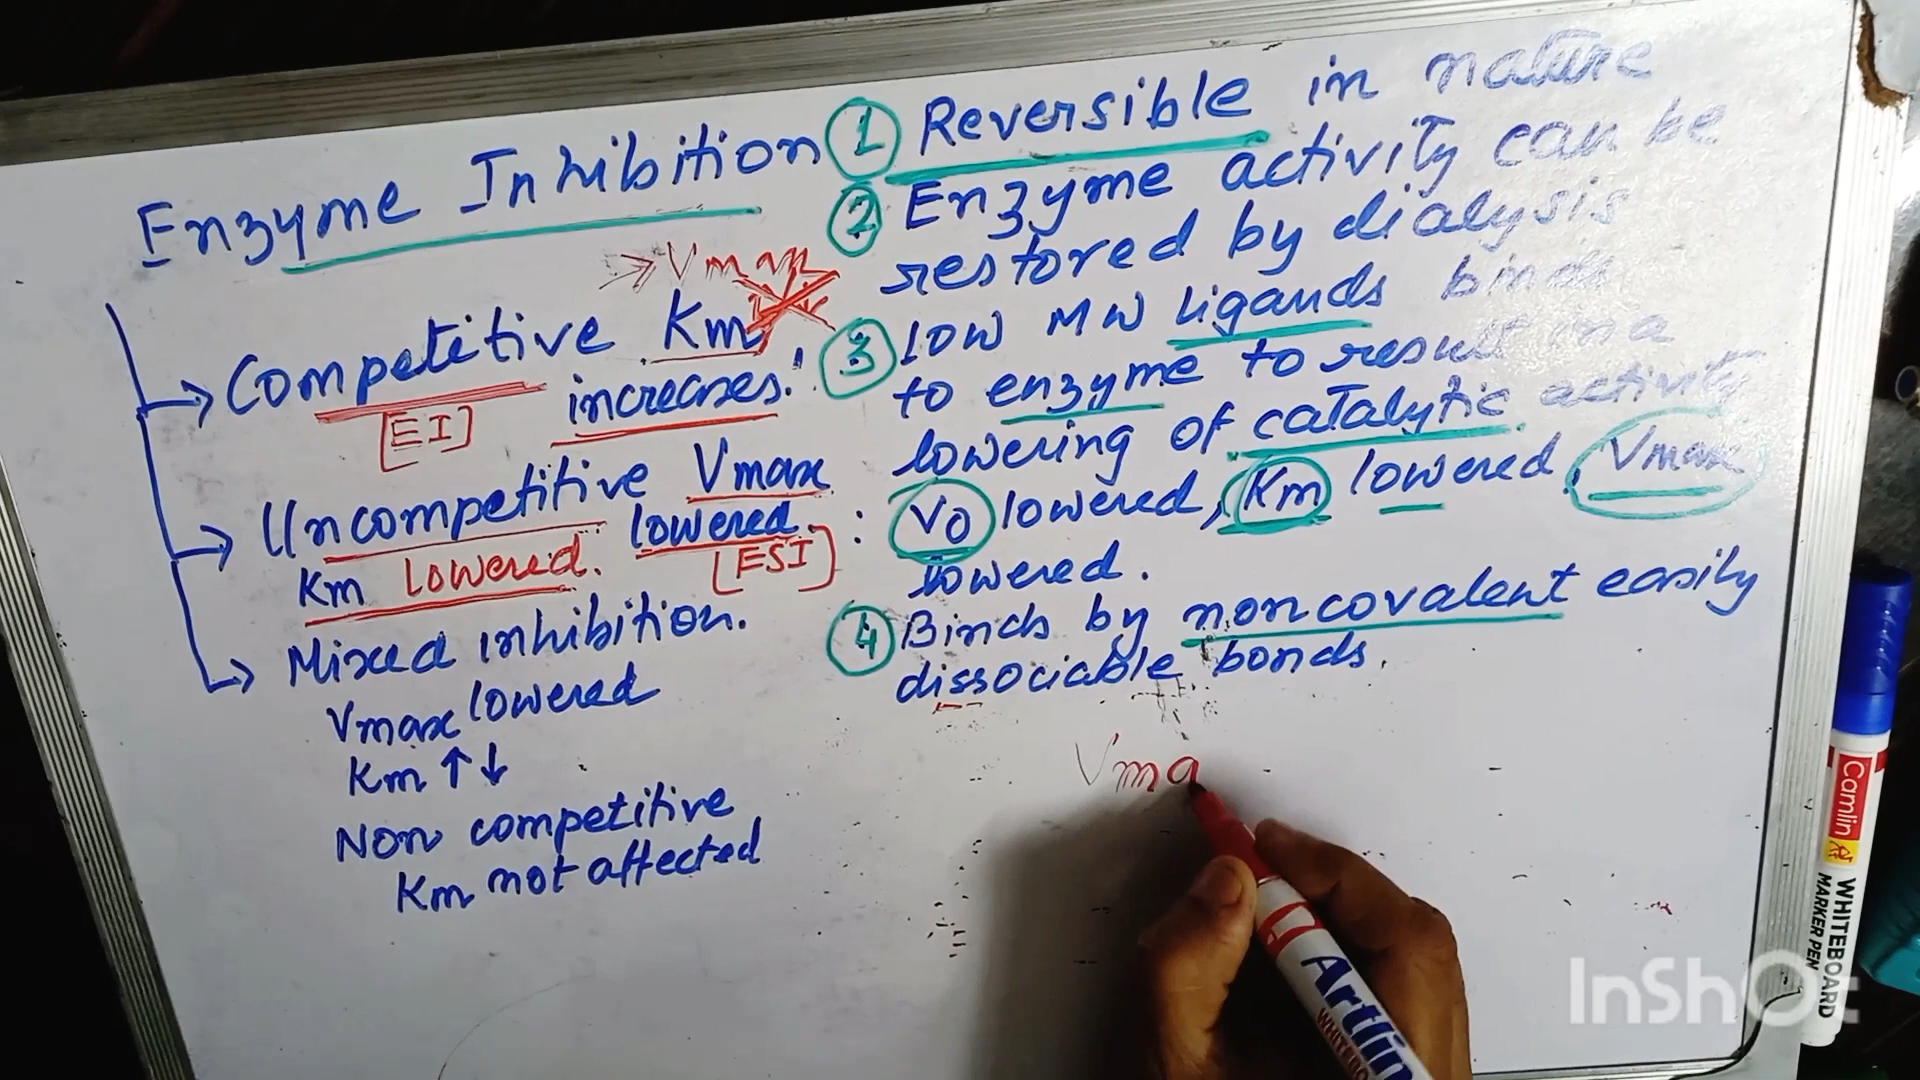 Enzyme Inhibition
→ Vmax
Competitive Km
increases.
[EI]
Uncompetitive Vmax
lowered.
Km lowered.
[ESI]
Mixed inhibition.
Vmax lowered
Km ↑ ↓
Non competitive
Km not affected
1 Reversible in nature
2 Enzyme activity can be
restored by dialysis
3 low MW ligands binds
to enzyme to result in a
lowering of catalytic activity
: Vo lowered, Km lowered, Vmax
lowered.
4 Binds by noncovalent easily
dissociable bonds.
Vma
Camlin
WHITEBOARD
MARKER PEN
Artlin
InShOt